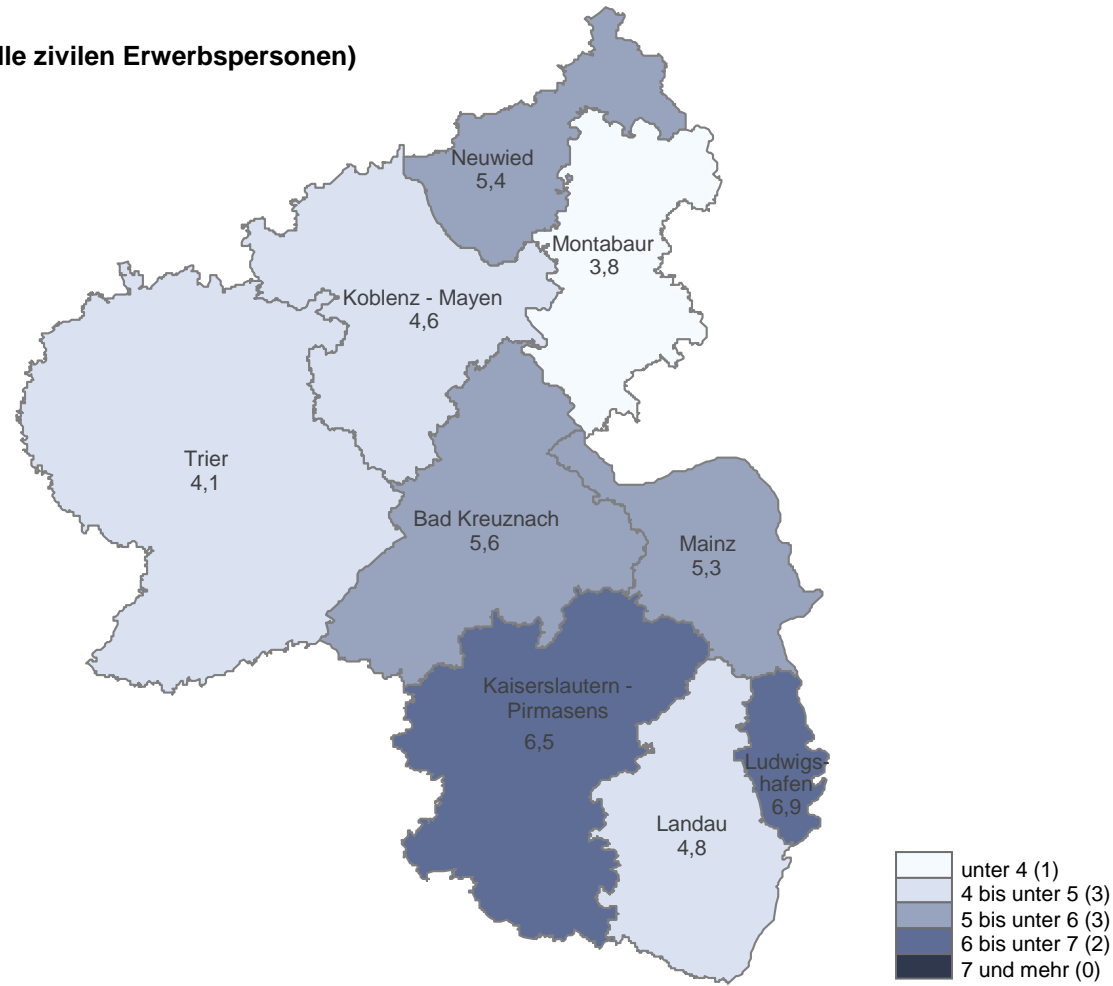 lle zivilen Erwerbspersonen)
Neuwied
5,4
Montabaur
3,8
Koblenz - Mayen
4,6
Trier
4,1
Bad Kreuznach
5,6
Mainz
5,3
Kaiserslautern -
Pirmasens
6,5
Ludwigs-
hafen
6,9
Landau
4,8
unter 4 (1)
4 bis unter 5 (3)
5 bis unter 6 (3)
6 bis unter 7 (2)
7 und mehr (0)